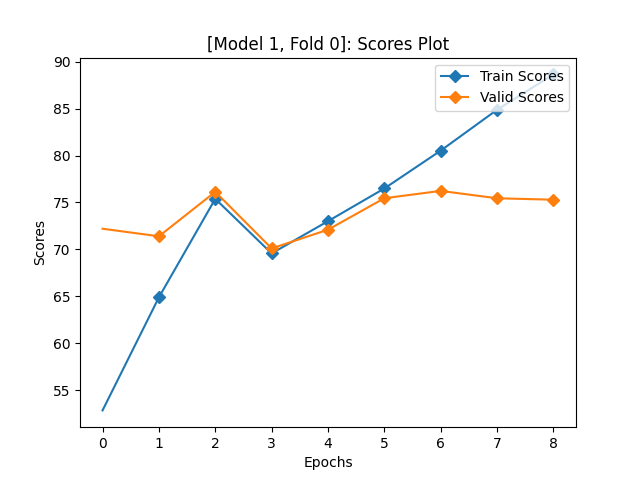 [Model 1, Fold 0]: Scores Plot
90
85
80
75
70
65
60
55
Scores
Train Scores
Valid Scores
0 1 2 3 4 5 6 7 8
Epochs